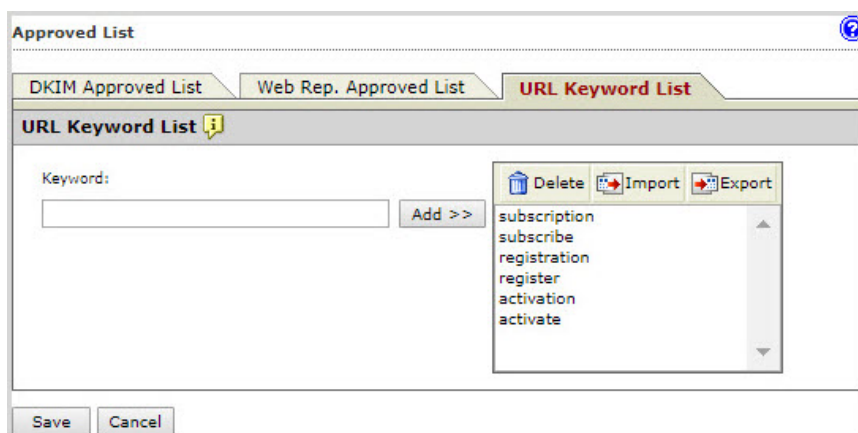 Approved List
DKIM Approved List
Web Rep. Approved List
URL Keyword List
URL Keyword List
Keyword:
Add >>
Delete
Import
Export
subscription
subscribe
registration
register
activation
activate
Save
Cancel